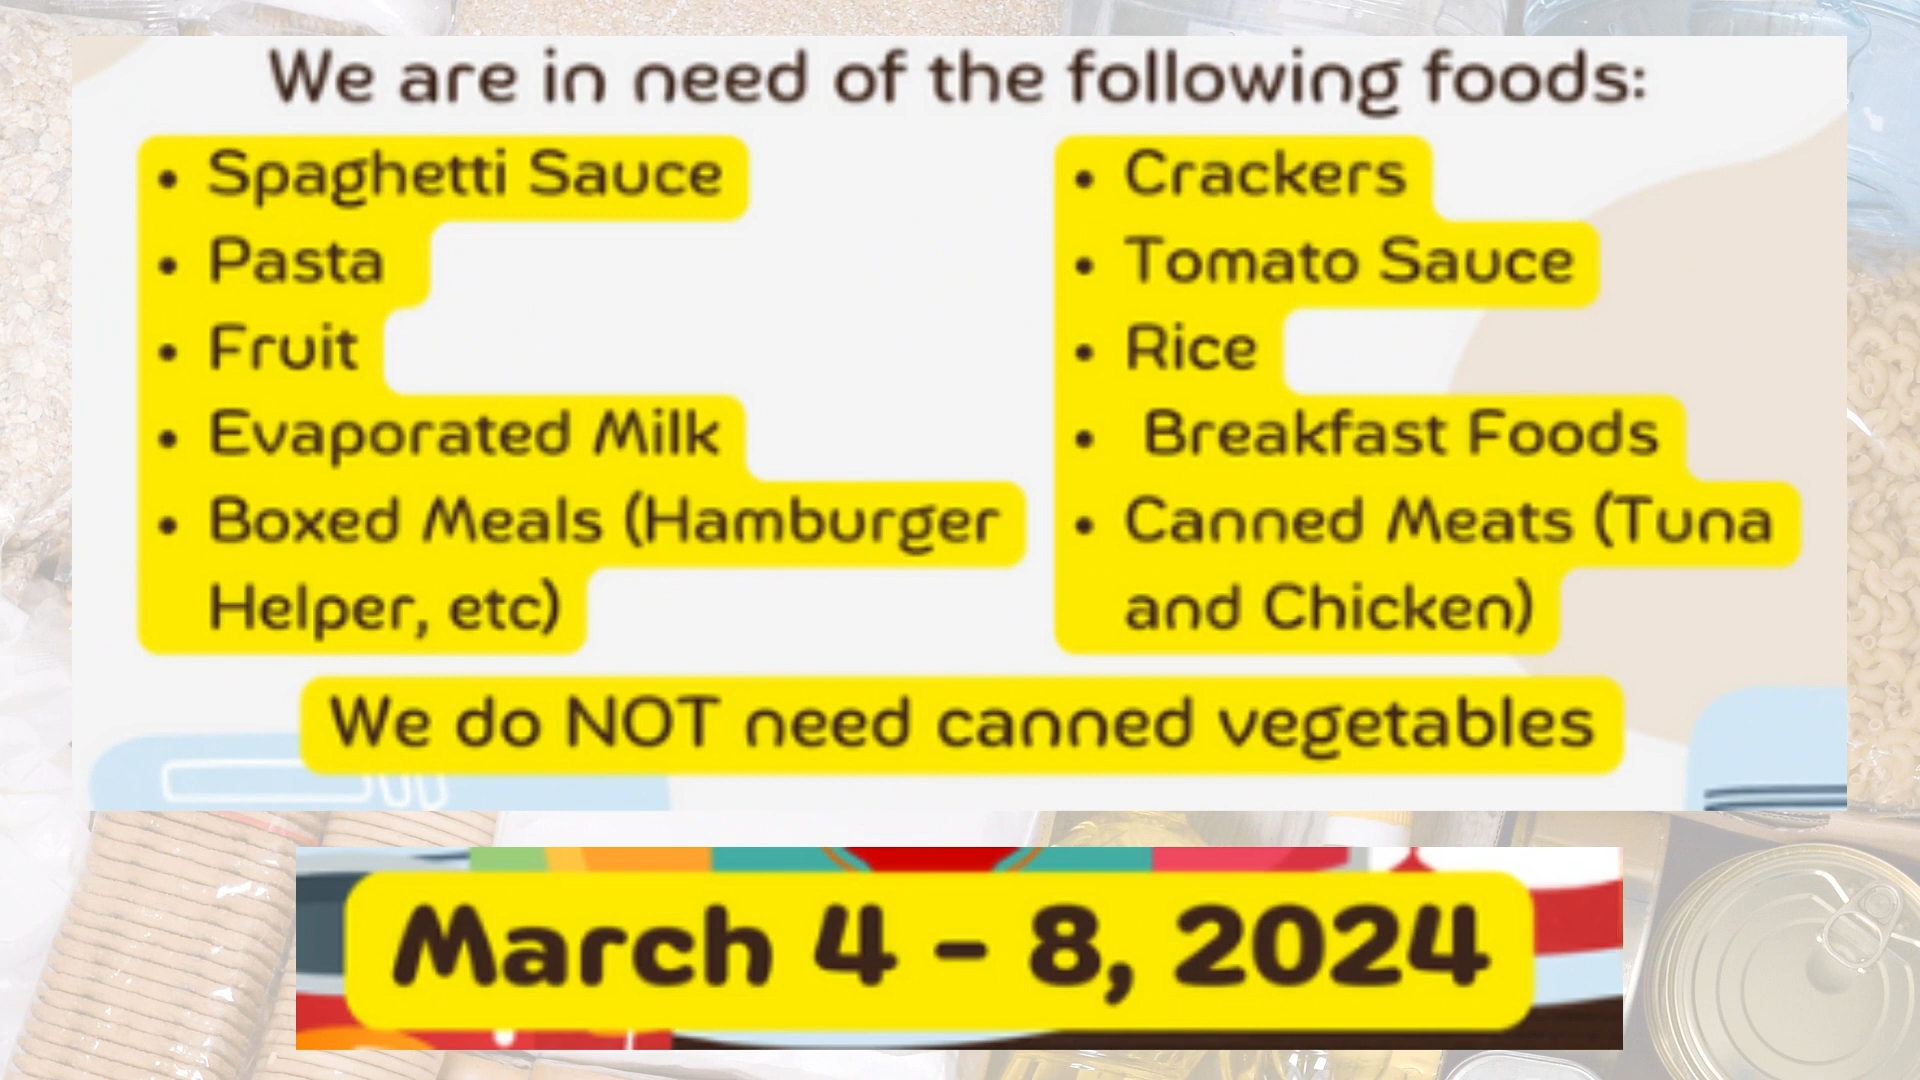 We are in need of the following foods:
• Spaghetti Sauce
• Pasta
• Fruit
• Evaporated Milk
• Boxed Meals (Hamburger
Helper, etc)
• Crackers
• Tomato Sauce
• Rice
• Breakfast Foods
• Canned Meats (Tuna
and Chicken)
We do NOT need canned vegetables
March 4 - 8, 2024